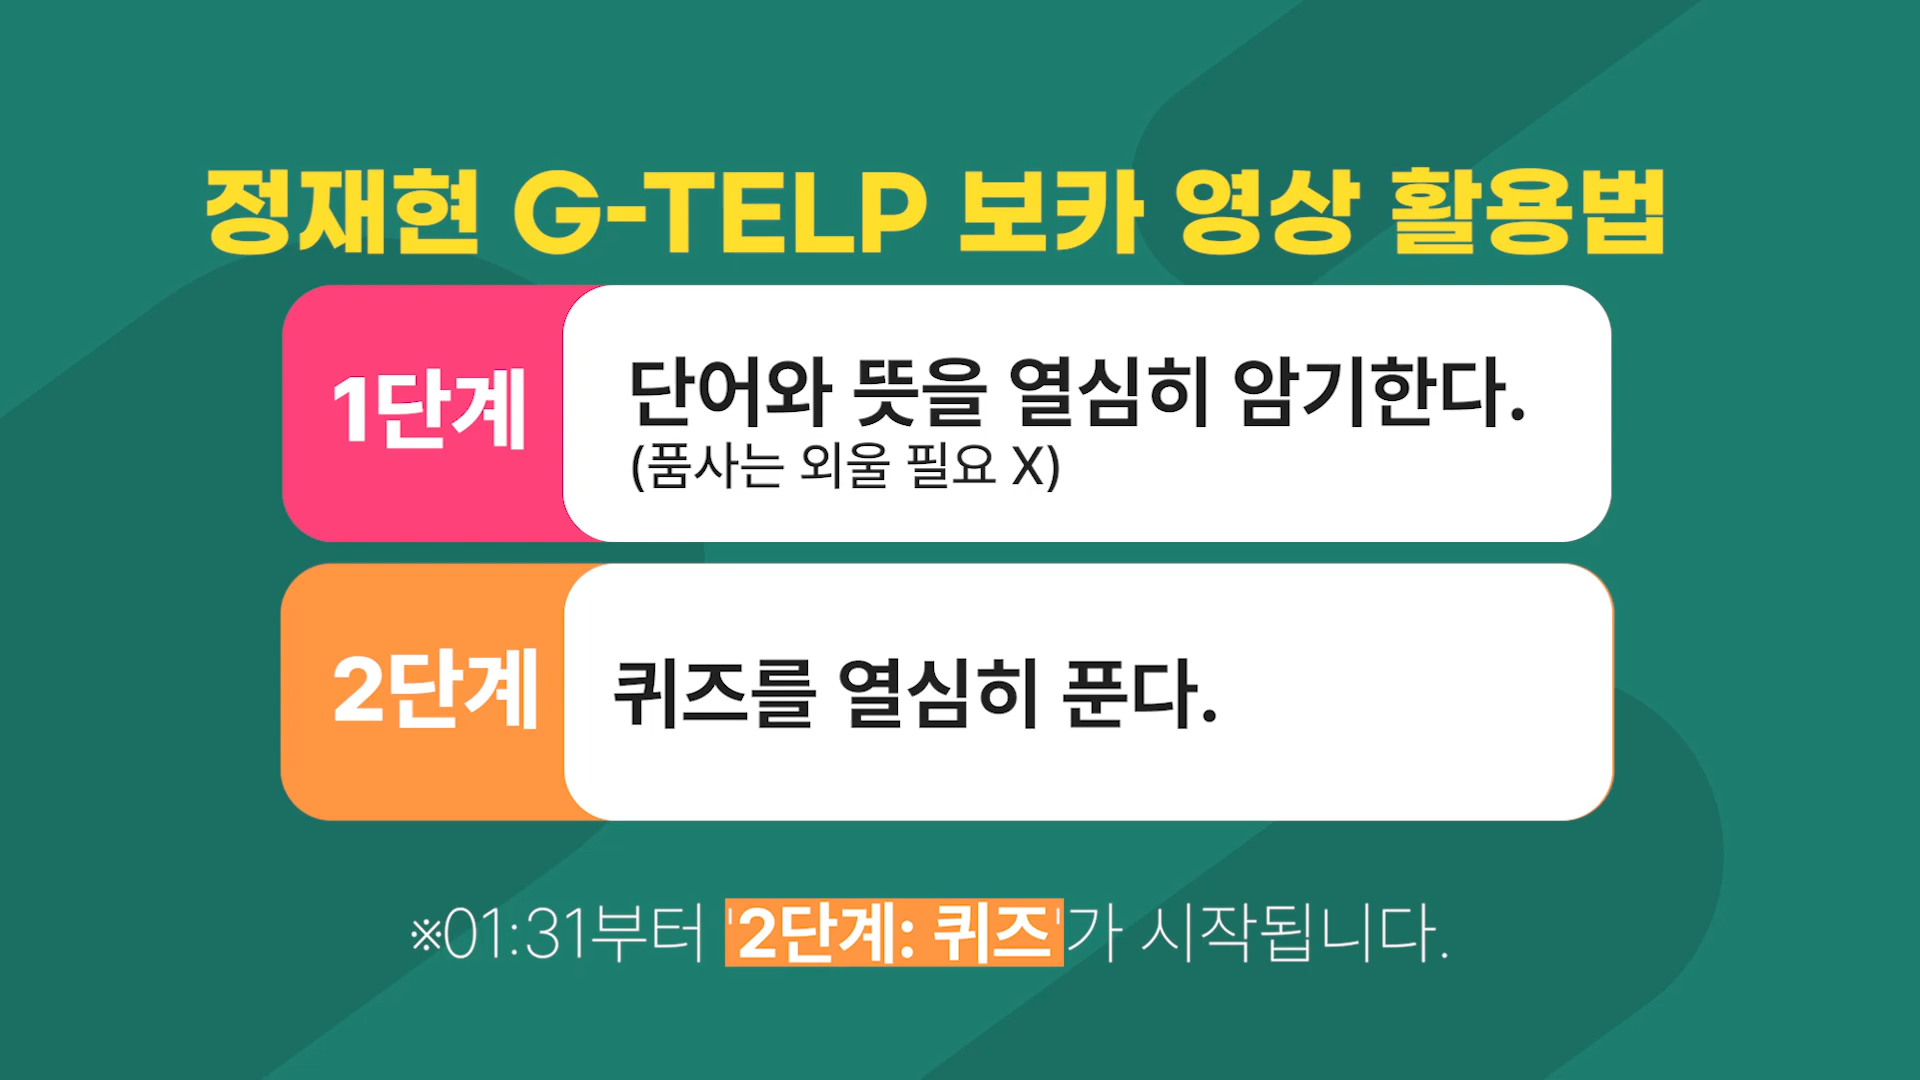 정재현 G-TELP 보카 영상 활용법
1단계
단어와 뜻을 열심히 암기한다.
(품사는 외울 필요 X)
2단계
퀴즈를 열심히 푼다.
※01:31부터 '2단계: 퀴즈'가 시작됩니다.